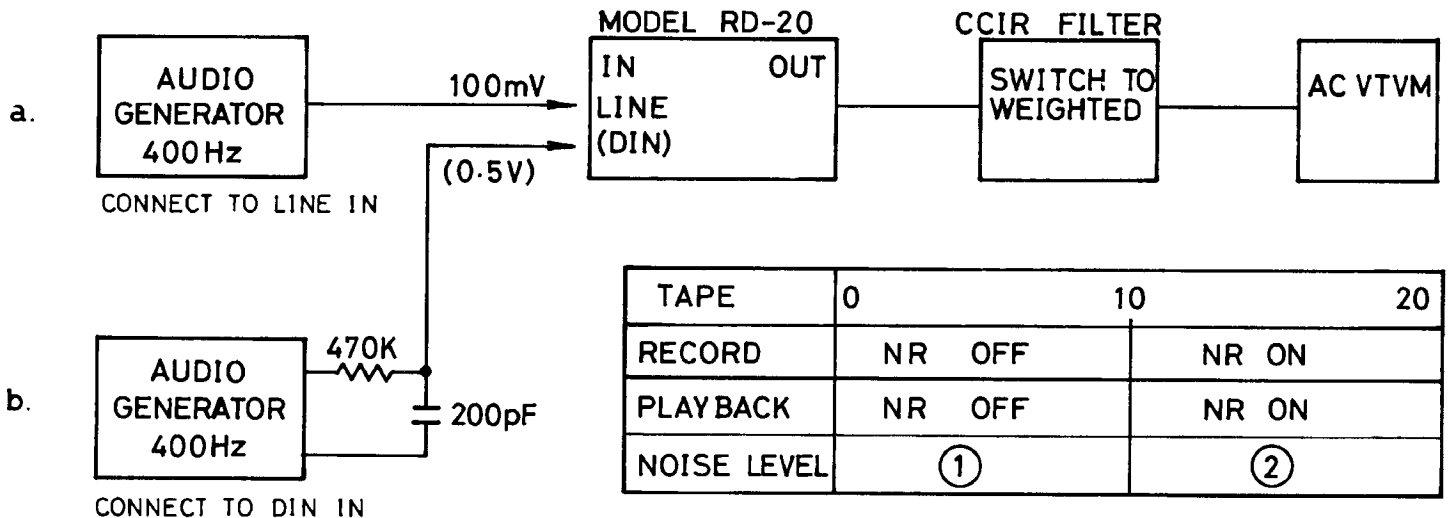 MODEL RD-20
CCIR FILTER
a.
AUDIO
GENERATOR
400Hz
CONNECT TO LINE IN
100mV
(0.5V)
IN OUT
LINE
(DIN)
SWITCH TO
WEIGHTED
AC VTVM
b.
AUDIO
GENERATOR
400Hz
CONNECT TO DIN IN
470K
200pF
TAPE 0 10 20
RECORD NR OFF NR ON
PLAYBACK NR OFF NR ON
NOISE LEVEL ① ②